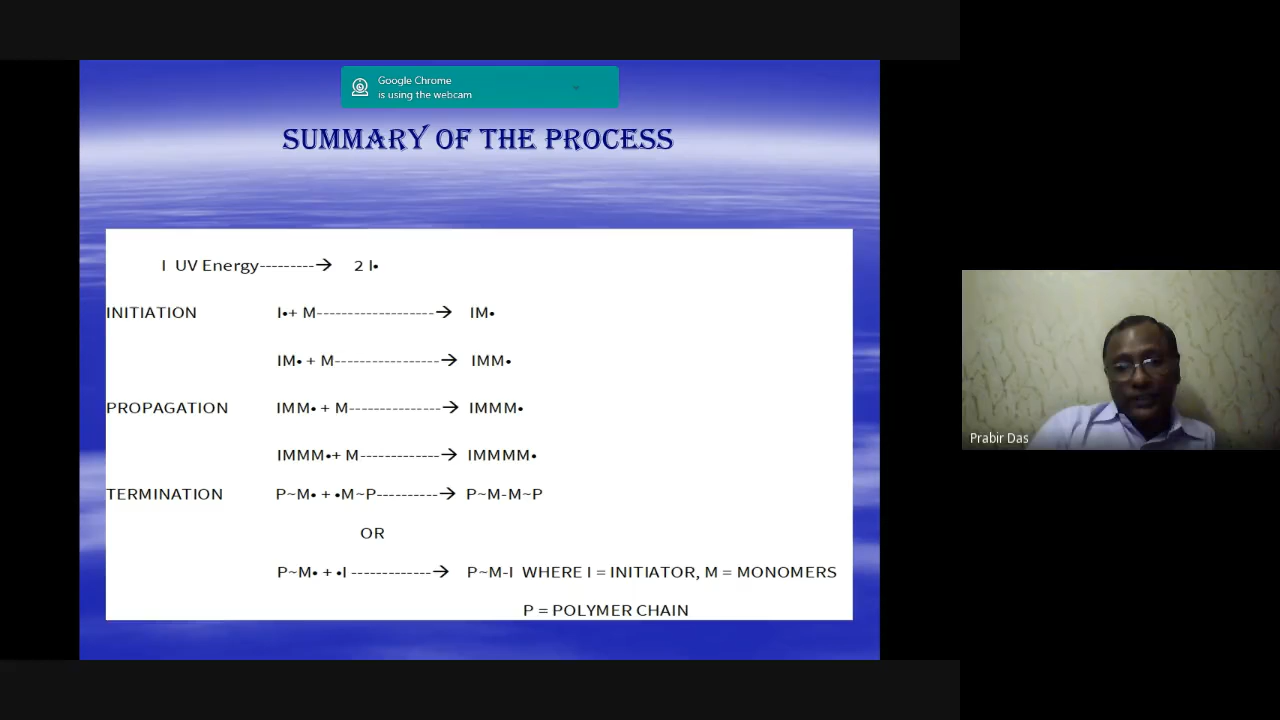 Google Chrome
is using the webcam
SUMMARY OF THE PROCESS
I UV Energy---------→ 2 I•
INITIATION I•+ M-------------------→ IM•
IM• + M-----------------→ IMM•
PROPAGATION IMM• + M---------------→ IMMM•
IMMM•+ M-------------→ IMMMM•
TERMINATION P~M• + •M~P----------→ P~M-M~P
OR
P~M• + •I -------------→ P~M-I WHERE I = INITIATOR, M = MONOMERS
P = POLYMER CHAIN
Prabir Das